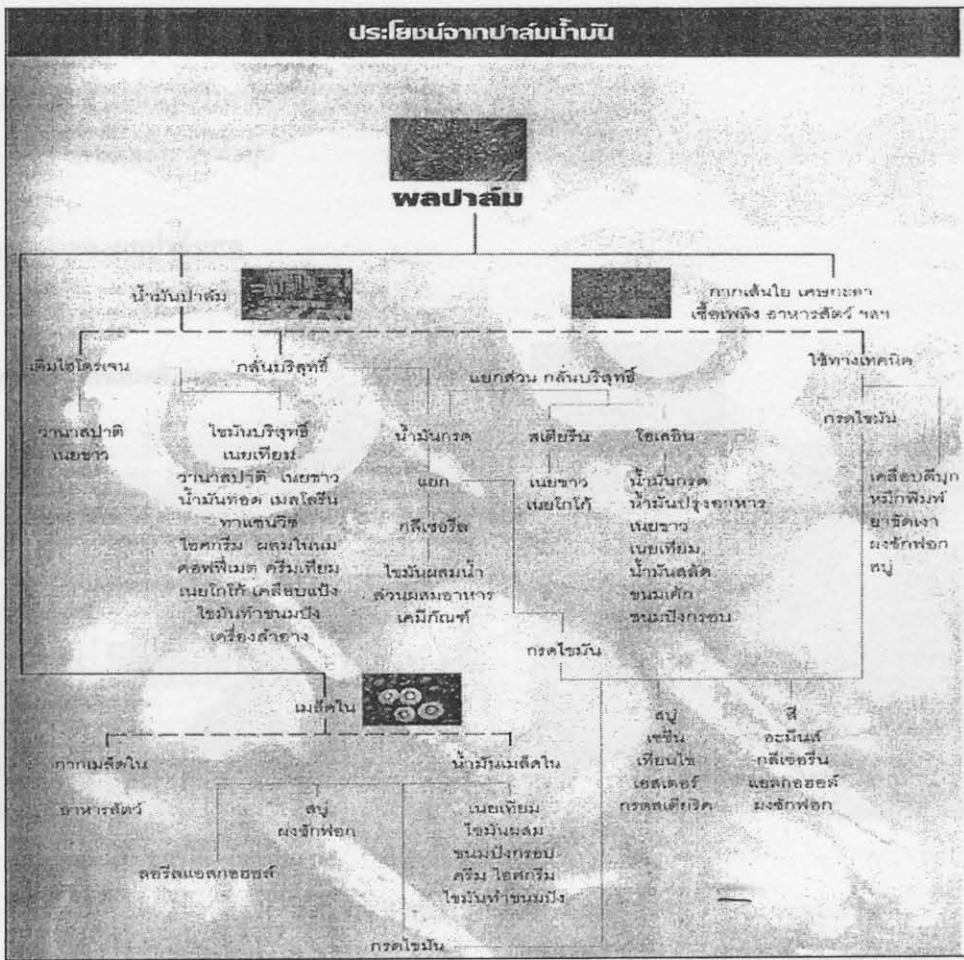 ประโยชน์จากปาล์มน้ำมัน
ผลปาล์ม
น้ำมันปาล์ม
กากเส้นใย เศษกะลา
เชื้อเพลิง อาหารสัตว์ ฯลฯ
เติมไฮโดรเจน
กลั่นบริสุทธิ์
แยกส่วน กลั่นบริสุทธิ์
ใช้ทางเทคนิค
วานาสปาติ
เนยขาว
ไขมันบริสุทธิ์
เนยเทียม
วานาสปาติ เนยขาว
น้ำมันทอด เมลโลรีน
ทาแซนวิช
ไอศกรีม ผสมในนม
คอฟฟี่เมต ครีมเทียม
เนยโกโก้ เคลือบแป้ง
ไขมันทำขนมปัง
เครื่องสำอาง
น้ำมันกรด
แยก
กลีเซอรีล
ไขมันผสมน้ำ
ส่วนผสมอาหาร
เคมีภัณฑ์
สเตียรีน
เนยขาว
เนยโกโก้
โอเลอิน
น้ำมันกรด
น้ำมันปรุงอาหาร
เนยขาว
เนยเทียม
น้ำมันสลัด
ขนมเค้ก
ขนมปังกรอบ
กรดไขมัน
เคลือบดีบุก
หมึกพิมพ์
ยาขัดเงา
ผงซักฟอก
สบู่
กรดไขมัน
เมล็ดใน
กากเมล็ดใน
น้ำมันเมล็ดใน
อาหารสัตว์
สบู่
ผงซักฟอก
ลอรีลแอลกอฮอล์
เนยเทียม
ไขมันผสม
ขนมปังกรอบ
ครีม ไอศกรีม
ไขมันทำขนมปัง
สบู่
เรซิน
เทียนไข
เอสเตอร์
กรดสเตียริค
สี
อะมีนส์
กลีเซอรีน
แอลกอฮอล์
ผงซักฟอก
กรดไขมัน